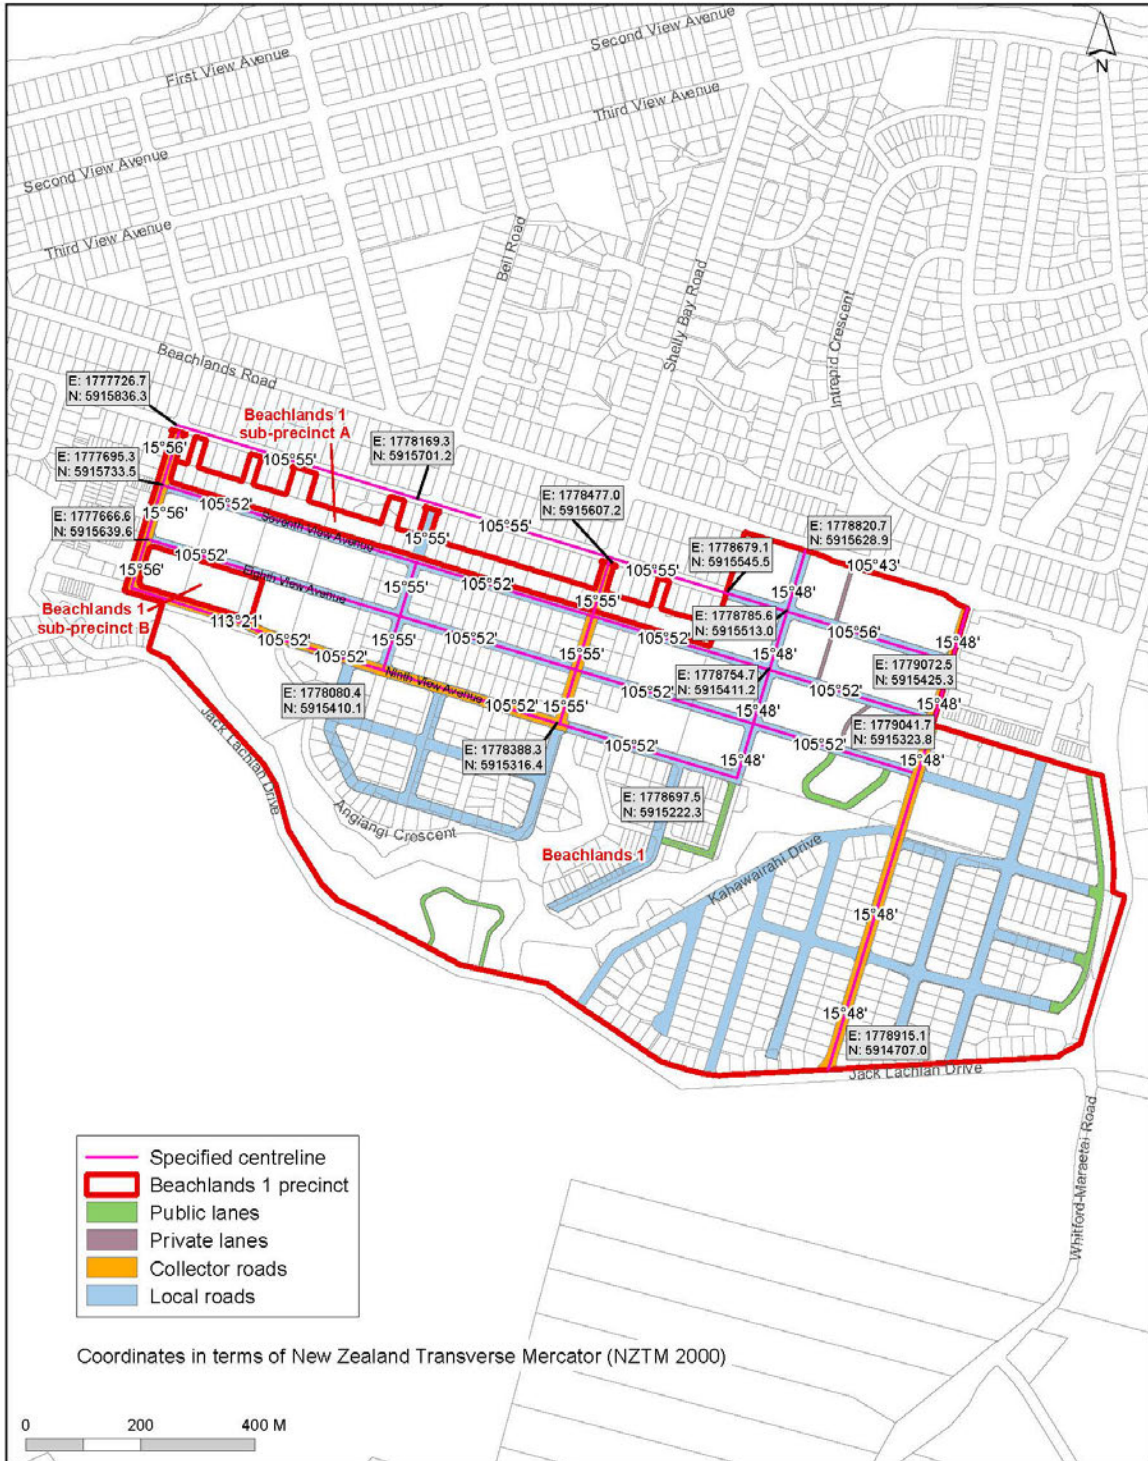 Second View Avenue
First View Avenue
N
Third View Avenue
Second View Avenue
Third View Avenue
Bell Road
Shelly Bay Road
Intrepid Crescent
Beachlands Road
E: 1777726.7
N: 5915836.3
Beachlands 1
sub-precinct A
E: 1778169.3
N: 5915701.2
15°56'
105°55'
E: 1777695.3
N: 5915733.5
E: 1778477.0
N: 5915607.2
105°52'
15°56'
Seventh View Avenue
105°55'
E: 1777666.6
N: 5915639.6
15°55'
E: 1778820.7
N: 5915628.9
E: 1778679.1
N: 5915545.5
105°43'
105°52'
105°55'
15°56'
Eighth View Avenue
15°55'
105°52'
15°48'
Beachlands 1
sub-precinct B
113°21'
15°55'
E: 1778785.6
N: 5915513.0
105°56'
15°48'
105°52'
15°55'
105°52'
105°52'
15°48'
105°52'
15°55'
E: 1779072.5
N: 5915425.3
E: 1778754.7
N: 5915411.2
E: 1778080.4
N: 5915410.1
Ninth View Avenue
105°52'
105°52'
15°48'
105°52'
15°55'
15°48'
E: 1779041.7
N: 5915323.8
Jack Lachlan Drive
E: 1778388.3
N: 5915316.4
105°52'
105°52'
15°48'
15°48'
E: 1778697.5
N: 5915222.3
Angiangi Crescent
Beachlands 1
Kahawairahi Drive
15°48'
15°48'
E: 1778915.1
N: 5914707.0
Jack Lachlan Drive
Whitford-Maraetai Road
Specified centreline
Beachlands 1 precinct
Public lanes
Private lanes
Collector roads
Local roads
Coordinates in terms of New Zealand Transverse Mercator (NZTM 2000)
0 200 400 M